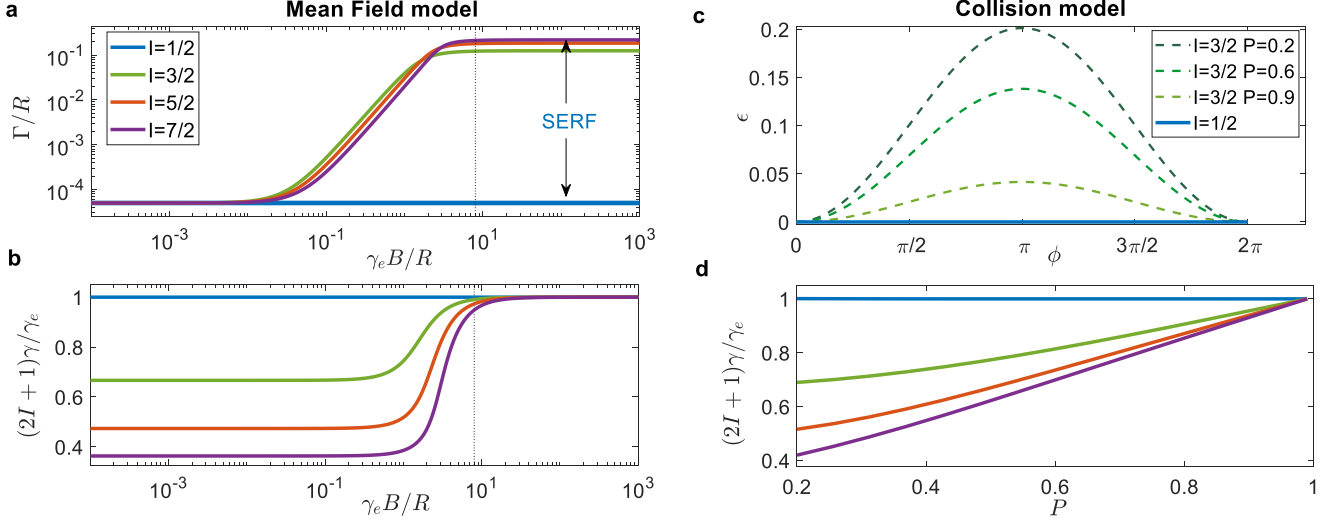 a
Mean Field model
Γ/R
10^-1
10^-2
10^-3
10^-4
I=1/2
I=3/2
I=5/2
I=7/2
SERF
10^-3
10^-1
10^1
10^3
γ_e B/R
b
(2I + 1)γ/γ_e
1
0.8
0.6
0.4
10^-3
10^-1
10^1
10^3
γ_e B/R
c
Collision model
ϵ
0.2
0.15
0.1
0.05
0
I=3/2 P=0.2
I=3/2 P=0.6
I=3/2 P=0.9
I=1/2
0
π/2
π
ϕ
3π/2
2π
d
(2I + 1)γ/γ_e
1
0.8
0.6
0.4
0.2
0.4
0.6
0.8
1
P